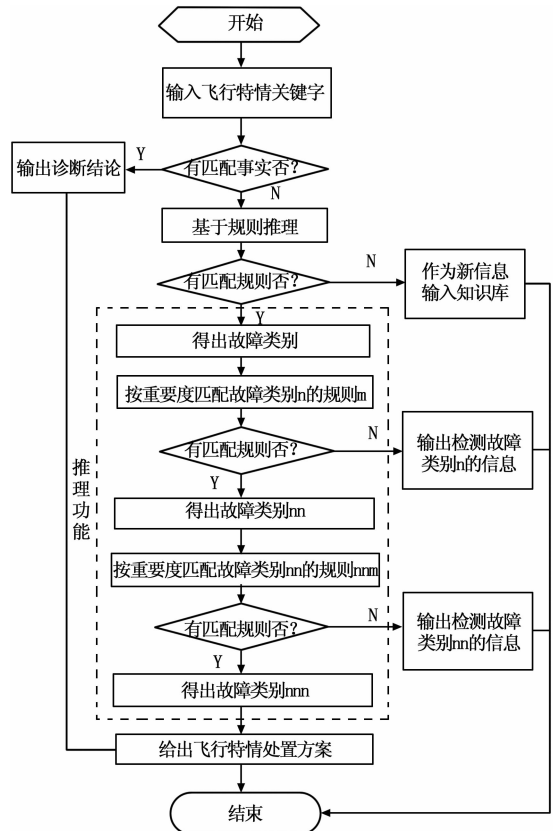 开始
输入飞行特情关键字
有匹配事实否?
Y
输出诊断结论
N
基于规则推理
有匹配规则否?
N
作为新信息
输入知识库
Y
得出故障类别
按重要度匹配故障类别n的规则m
有匹配规则否?
N
输出检测故障
类别n的信息
Y
得出故障类别nn
按重要度匹配故障类别nn的规则nnm
有匹配规则否?
N
输出检测故障
类别nn的信息
Y
得出故障类别nnn
推理功能
给出飞行特情处置方案
结束